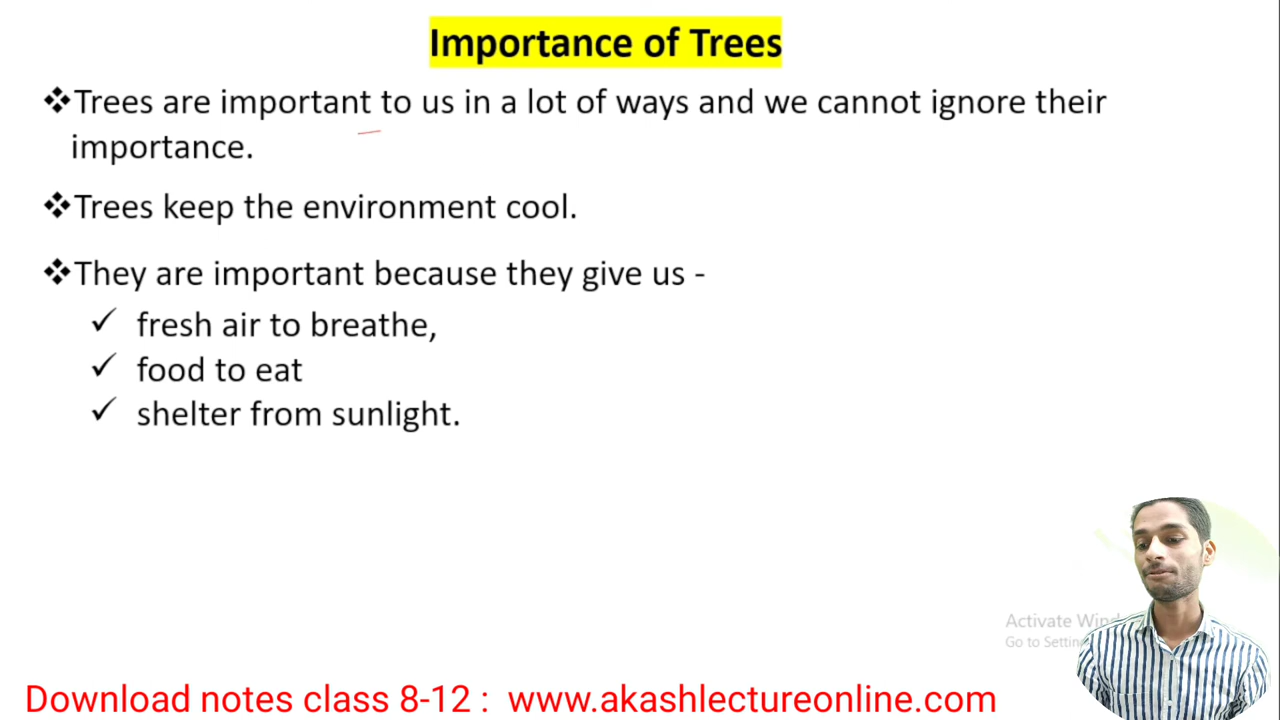 Importance of Trees
❖Trees are important to us in a lot of ways and we cannot ignore their
importance.
❖Trees keep the environment cool.
❖They are important because they give us -
✓ fresh air to breathe,
✓ food to eat
✓ shelter from sunlight.
Activate
Go to
Download notes class 8-12 : www.akashlectureonline.com